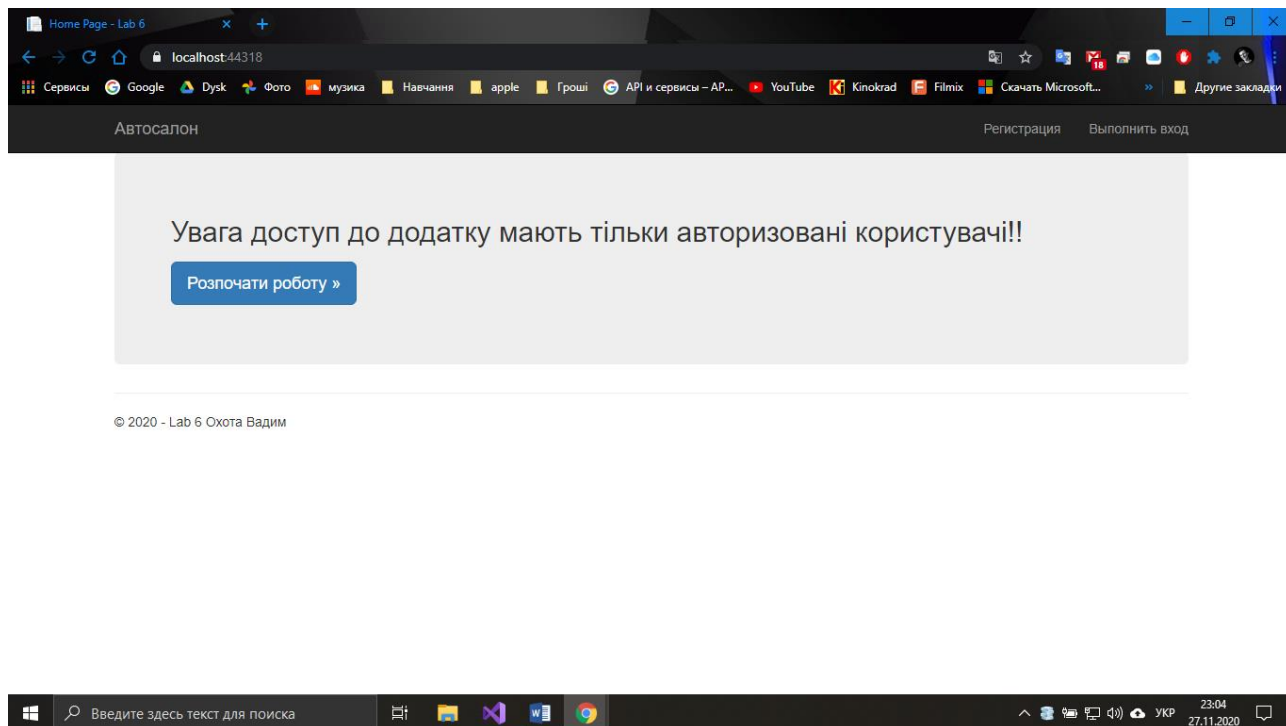 Home Page - Lab 6
localhost:44318
18
Сервисы Google Dysk Фото музика Навчання apple Гроші API и сервисы – AP... YouTube Kinokrad Filmix Скачать Microsoft... » Другие закладки
Автосалон Регистрация Выполнить вход
Увага доступ до додатку мають тільки авторизовані користувачі!!
Розпочати роботу »
© 2020 - Lab 6 Охота Вадим
Введите здесь текст для поиска
УКР
23:04
27.11.2020